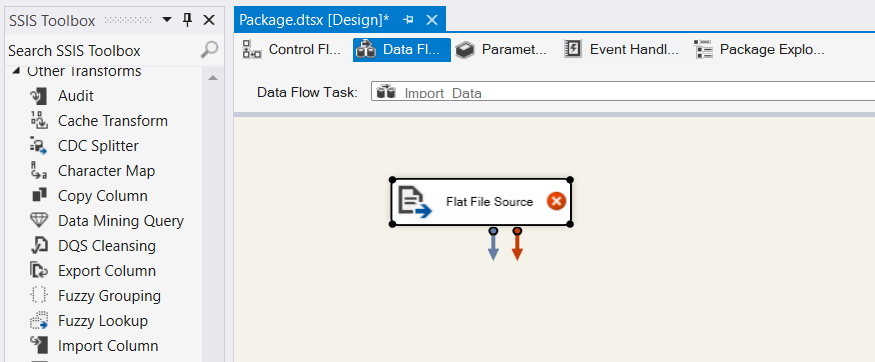 SSIS Toolbox
Package.dtsx [Design]*
Search SSIS Toolbox
Control Fl...
Data Fl...
Paramet...
Event Handl...
Package Explo...
Other Transforms
Audit
Data Flow Task:
Import Data
Cache Transform
CDC Splitter
Character Map
Copy Column
Data Mining Query
DQS Cleansing
Export Column
Fuzzy Grouping
Fuzzy Lookup
Import Column
Flat File Source